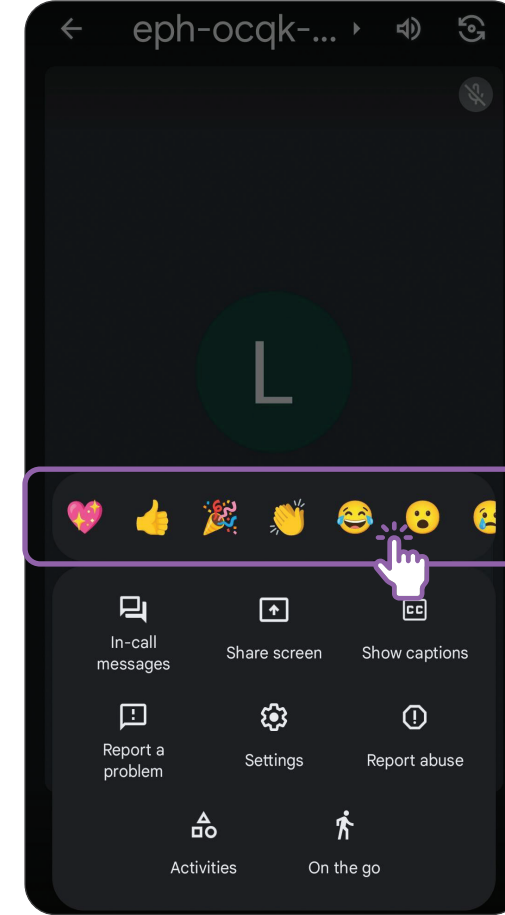 eph-ocqk-...
L
In-call
messages
Share screen
Show captions
Report a
problem
Settings
Report abuse
Activities
On the go